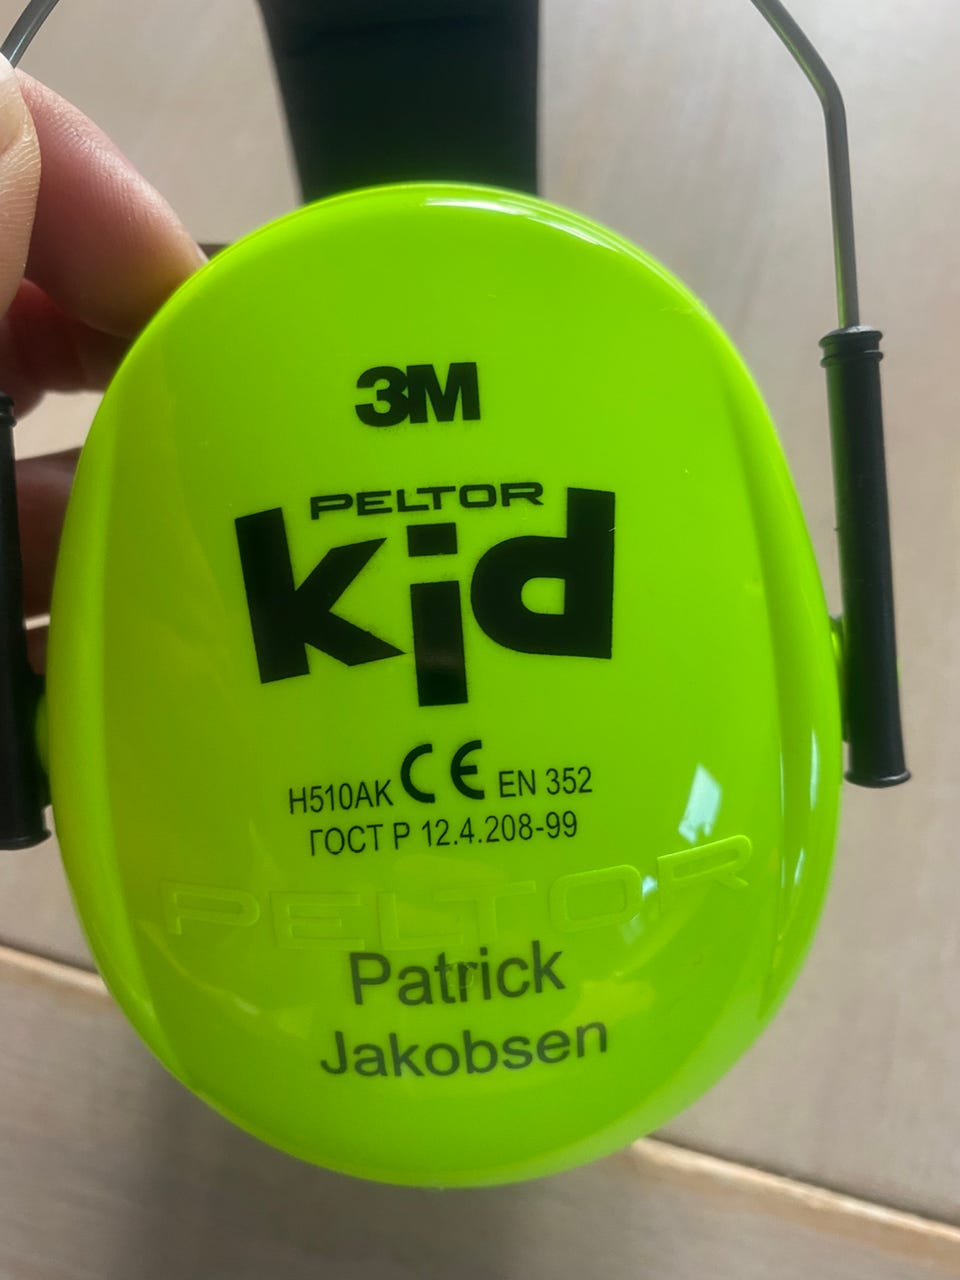 3M
PELTOR
kid
H510AK CE EN 352
ГОСТ Р 12.4.208-99
PELTOR
Patrick
Jakobsen